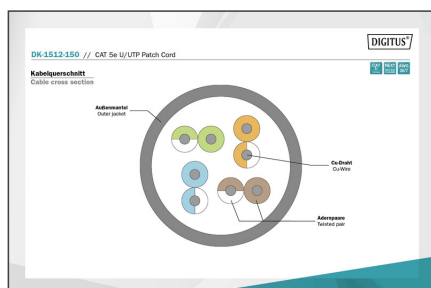 DIGITUS®
DK-1512-150 // CAT 5e U/UTP Patch Cord
Kabelquerschnitt
Cable cross section
Außenmantel
Outer jacket
Cu-Draht
Cu-Wire
Adernpaare
Twisted pair